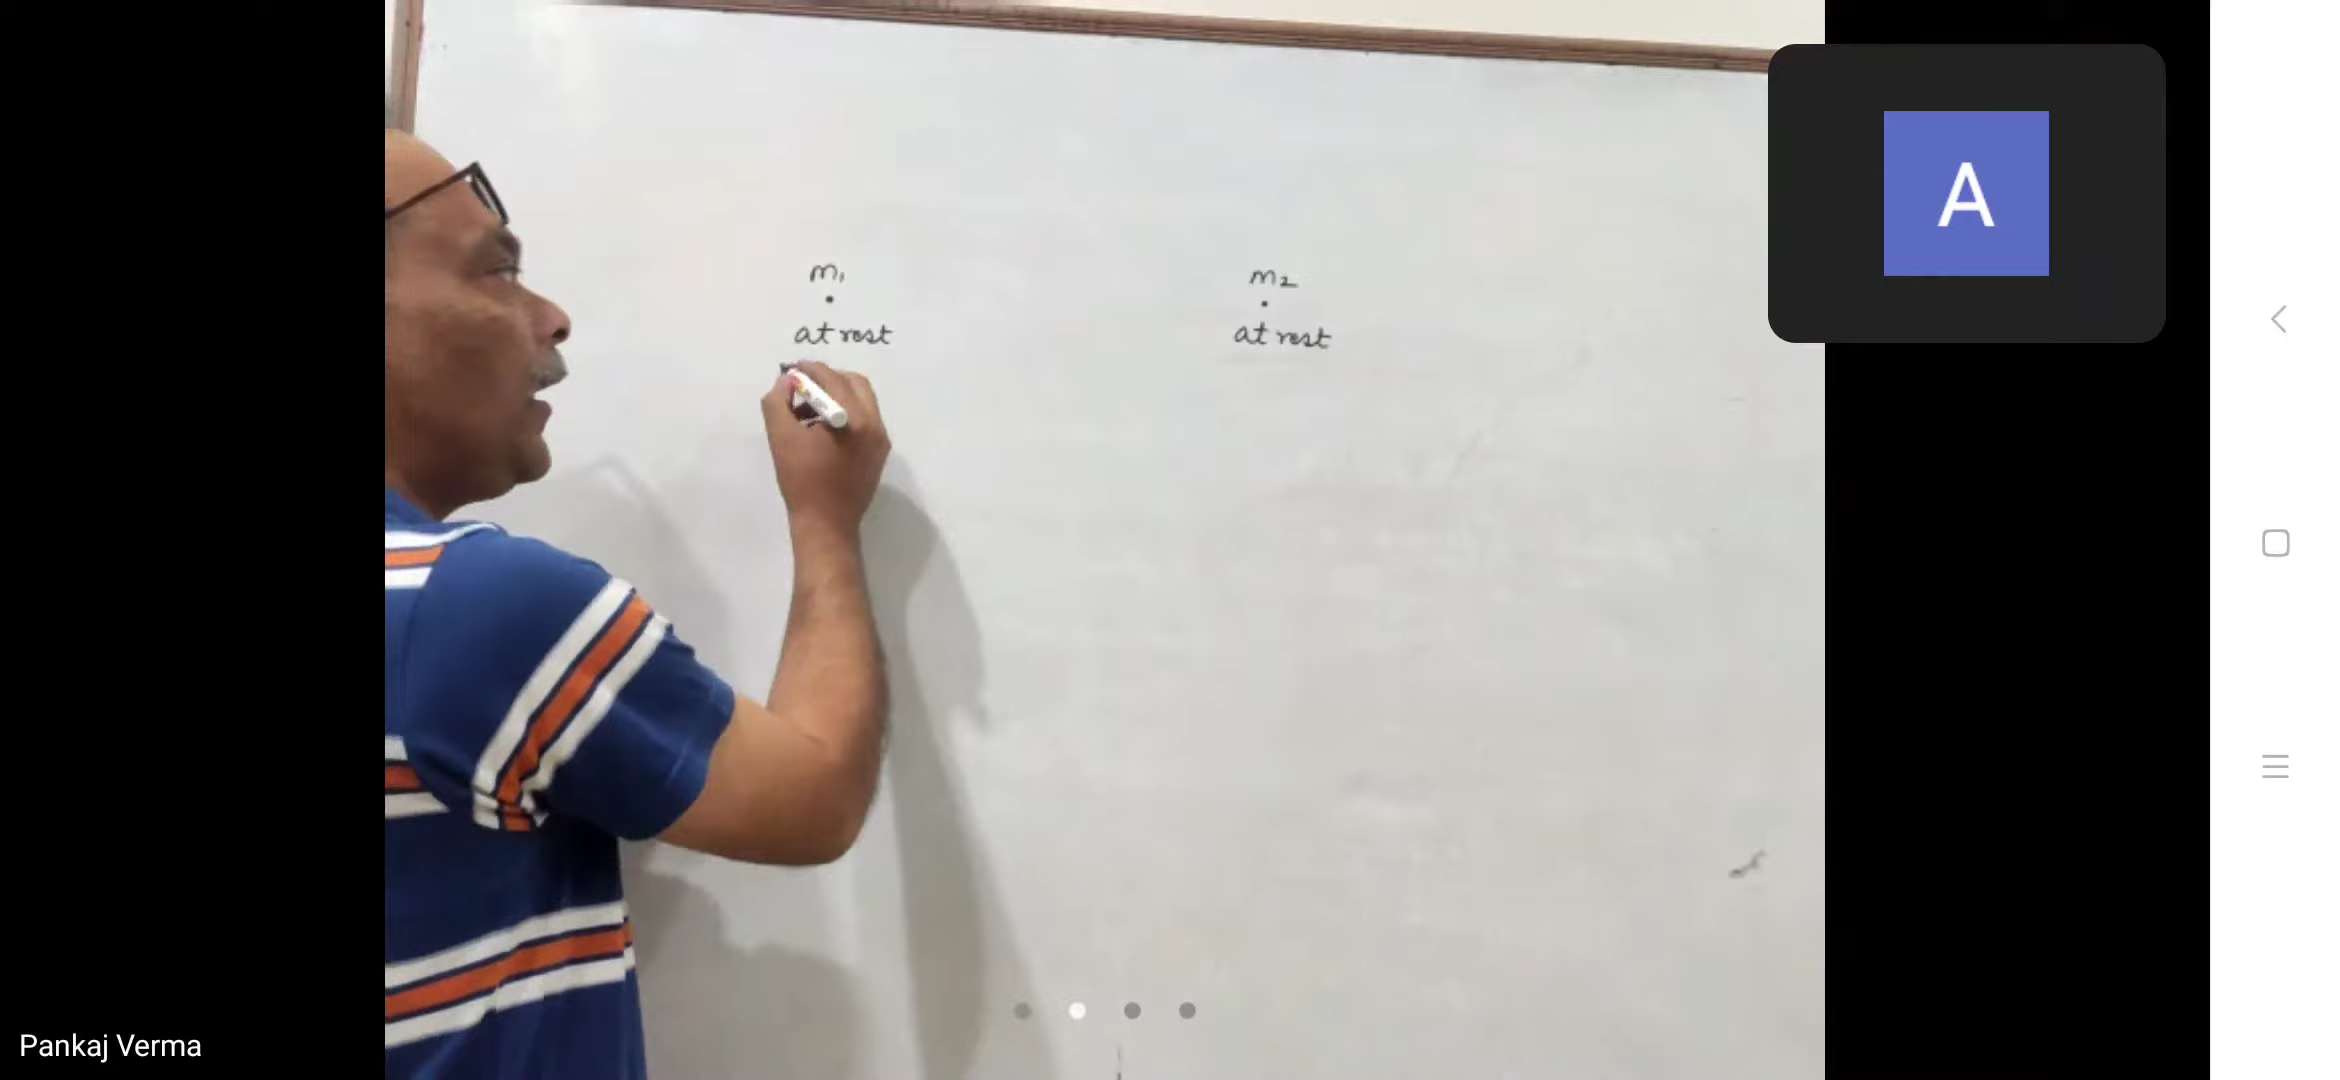 A
m₁
m₂
at rest
at rest
Pankaj Verma